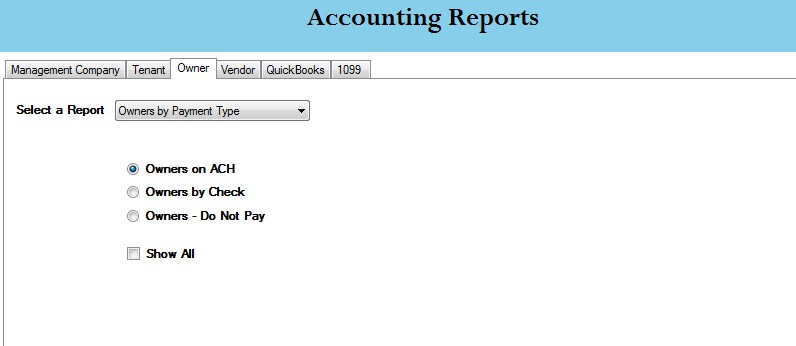 Accounting Reports
Management Company Tenant Owner Vendor QuickBooks 1099
Select a Report Owners by Payment Type
Owners on ACH
Owners by Check
Owners - Do Not Pay
Show All